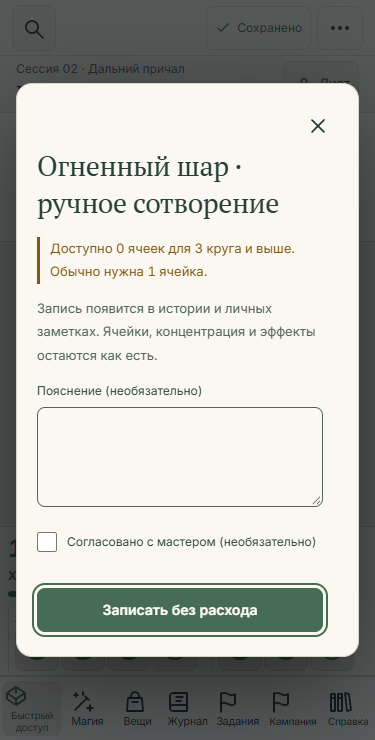 Сохранено
Сессия 02 · Дальний причал
Лист
Огненный шар ·
ручное сотворение
Доступно 0 ячеек для 3 круга и выше.
Обычно нужна 1 ячейка.
Запись появится в истории и личных
заметках. Ячейки, концентрация и эффекты
остаются как есть.
Пояснение (необязательно)
Согласовано с мастером (необязательно)
Записать без расхода
Быстрый
доступ
Магия
Вещи
Журнал
Задания
Кампания
Справка